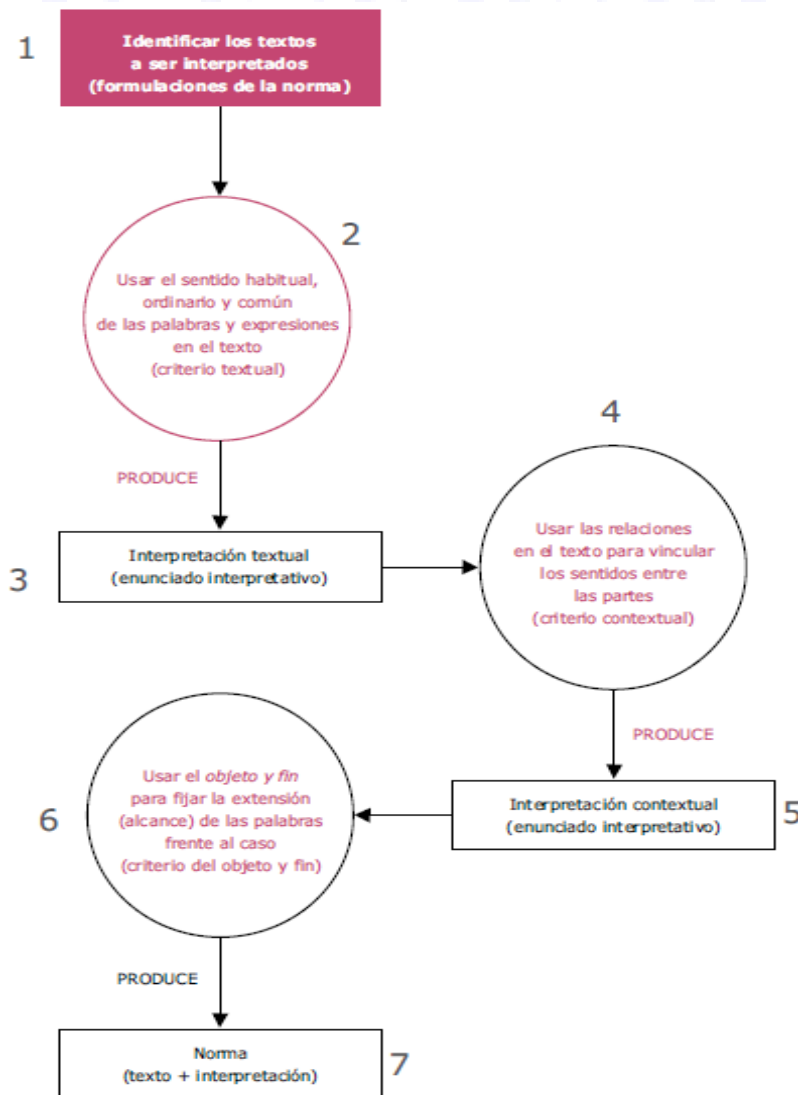 1
Identificar los textos
a ser interpretados
(formulaciones de la norma)
2
Usar el sentido habitual,
ordinario y común
de las palabras y expresiones
en el texto
(criterio textual)
PRODUCE
3
Interpretación textual
(enunciado interpretativo)
4
Usar las relaciones
en el texto para vincular
los sentidos entre
las partes
(criterio contextual)
PRODUCE
Interpretación contextual
(enunciado interpretativo)
5
6
Usar el objeto y fin
para fijar la extensión
(alcance) de las palabras
frente al caso
(criterio del objeto y fin)
PRODUCE
Norma
(texto + interpretación)
7